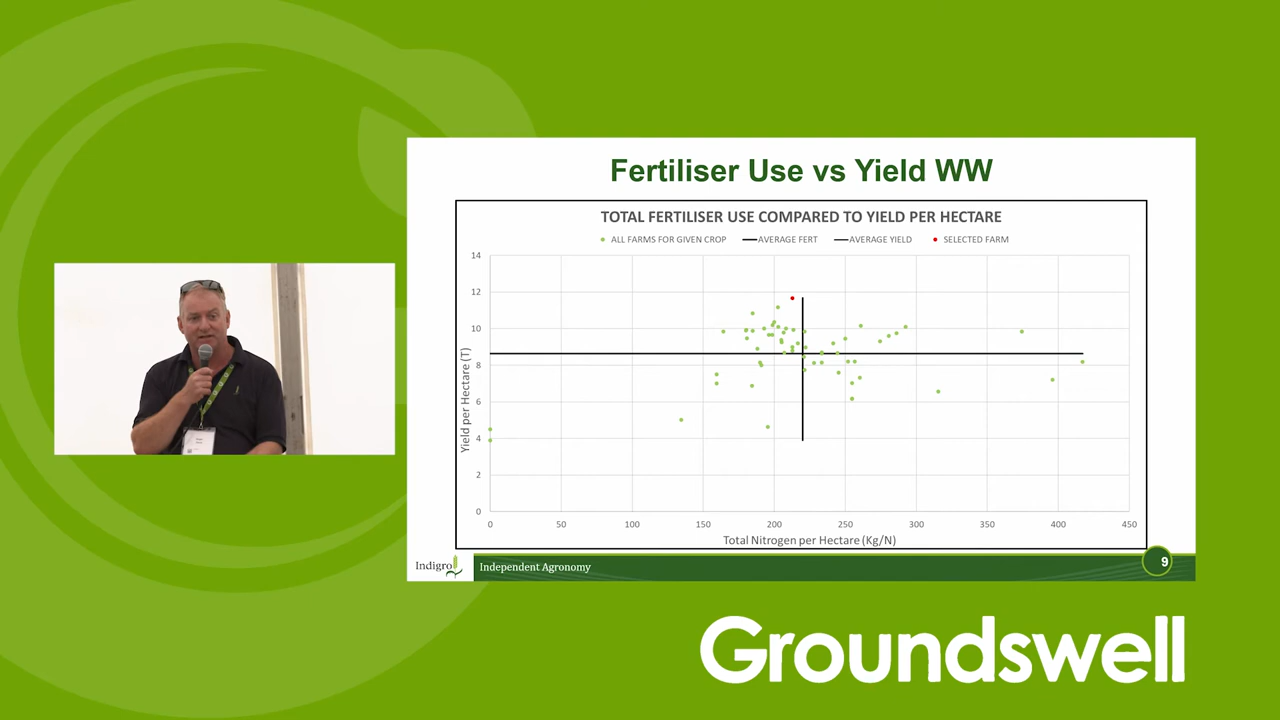 Fertiliser Use vs Yield WW
TOTAL FERTILISER USE COMPARED TO YIELD PER HECTARE
ALL FARMS FOR GIVEN CROP AVERAGE FERT AVERAGE YIELD SELECTED FARM
14
12
10
8
6
4
2
0
Yield per Hectare (T)
0 50 100 150 200 250 300 350 400 450
Total Nitrogen per Hectare (Kg/N)
Indigro
Independent Agronomy
9
Groundswell